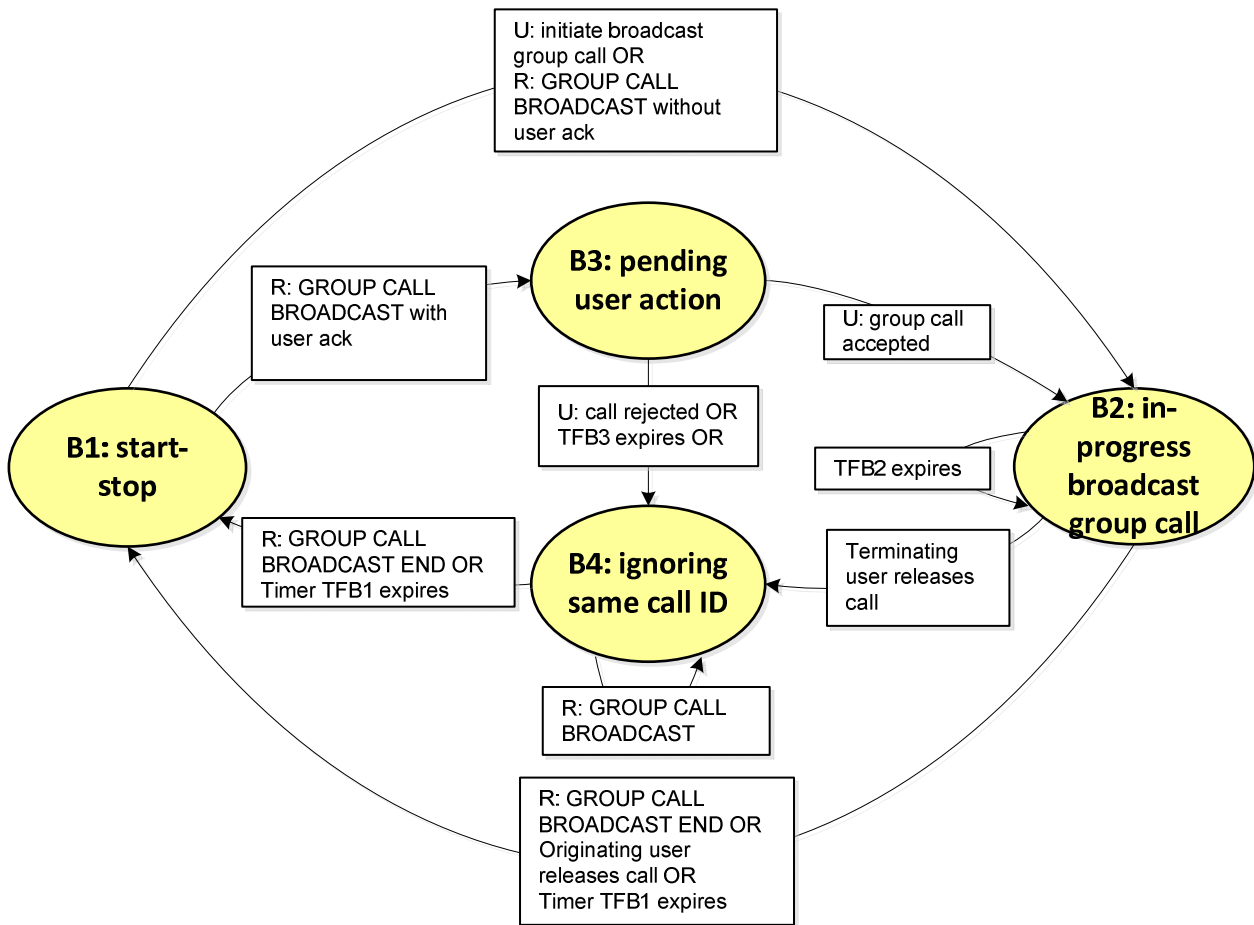 U: initiate broadcast
group call OR
R: GROUP CALL
BROADCAST without
user ack
B3: pending
user action
R: GROUP CALL
BROADCAST with
user ack
U: group call
accepted
U: call rejected OR
TFB3 expires OR
B1: start-
stop
B2: in-
progress
broadcast
group call
TFB2 expires
R: GROUP CALL
BROADCAST END OR
Timer TFB1 expires
B4: ignoring
same call ID
Terminating
user releases
call
R: GROUP CALL
BROADCAST
R: GROUP CALL
BROADCAST END OR
Originating user
releases call OR
Timer TFB1 expires